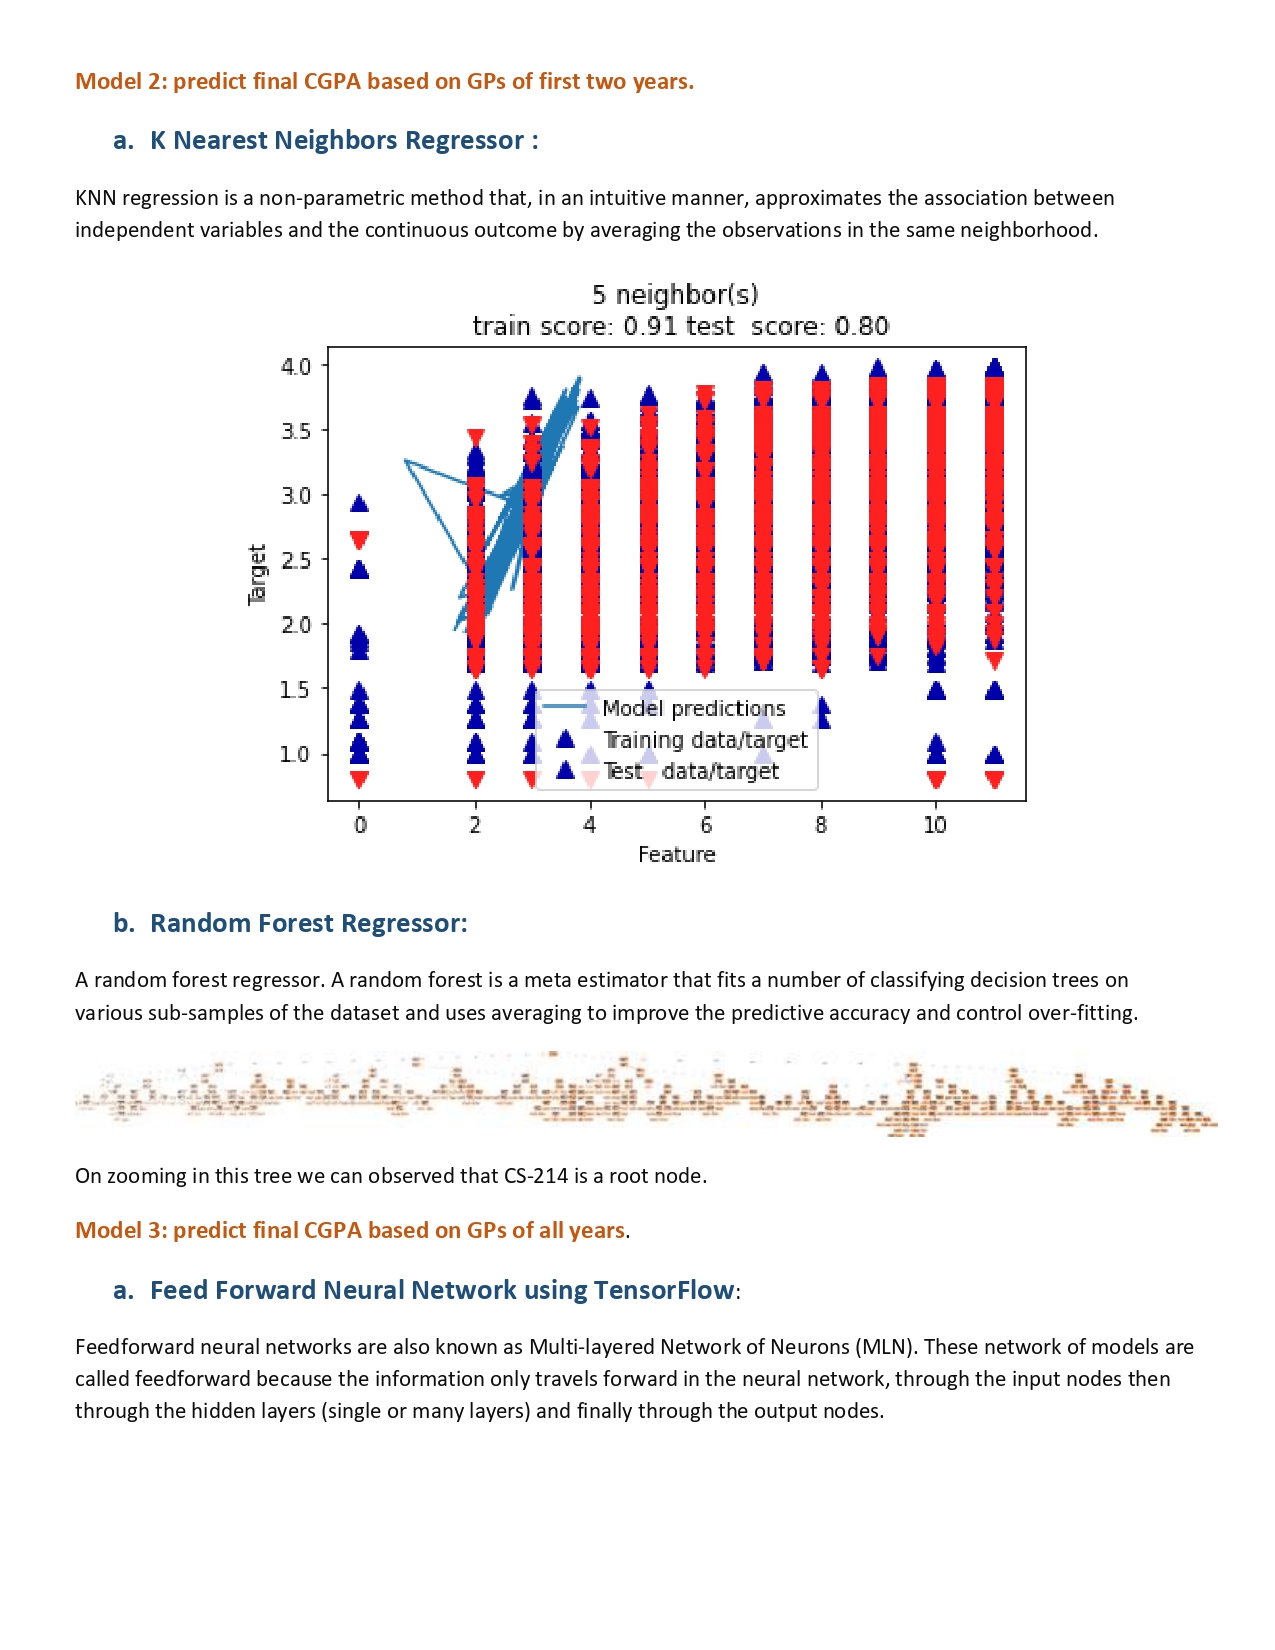 Model 2: predict final CGPA based on GPs of first two years.
a. K Nearest Neighbors Regressor :
KNN regression is a non-parametric method that, in an intuitive manner, approximates the association between
independent variables and the continuous outcome by averaging the observations in the same neighborhood.
5 neighbor(s)
train score: 0.91 test score: 0.80
4.0
3.5
3.0
2.5
2.0
1.5
1.0
Target
Model predictions
Training data/target
Test data/target
0 2 4 6 8 10
Feature
b. Random Forest Regressor:
A random forest regressor. A random forest is a meta estimator that fits a number of classifying decision trees on
various sub-samples of the dataset and uses averaging to improve the predictive accuracy and control over-fitting.
On zooming in this tree we can observed that CS-214 is a root node.
Model 3: predict final CGPA based on GPs of all years.
a. Feed Forward Neural Network using TensorFlow:
Feedforward neural networks are also known as Multi-layered Network of Neurons (MLN). These network of models are
called feedforward because the information only travels forward in the neural network, through the input nodes then
through the hidden layers (single or many layers) and finally through the output nodes.